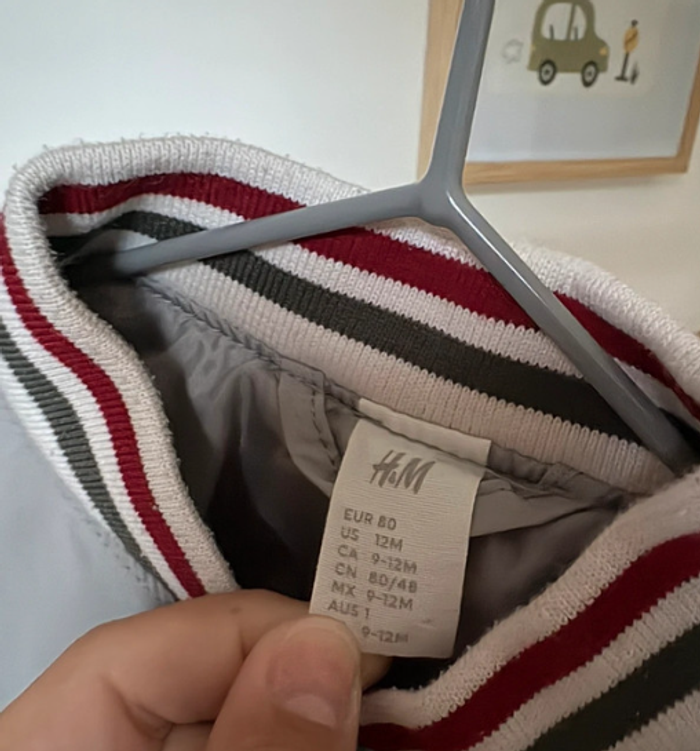 H&M
EUR 80
US 12M
CA 9-12M
CN 80/48
MX 9-12M
AUS 1
9-12M